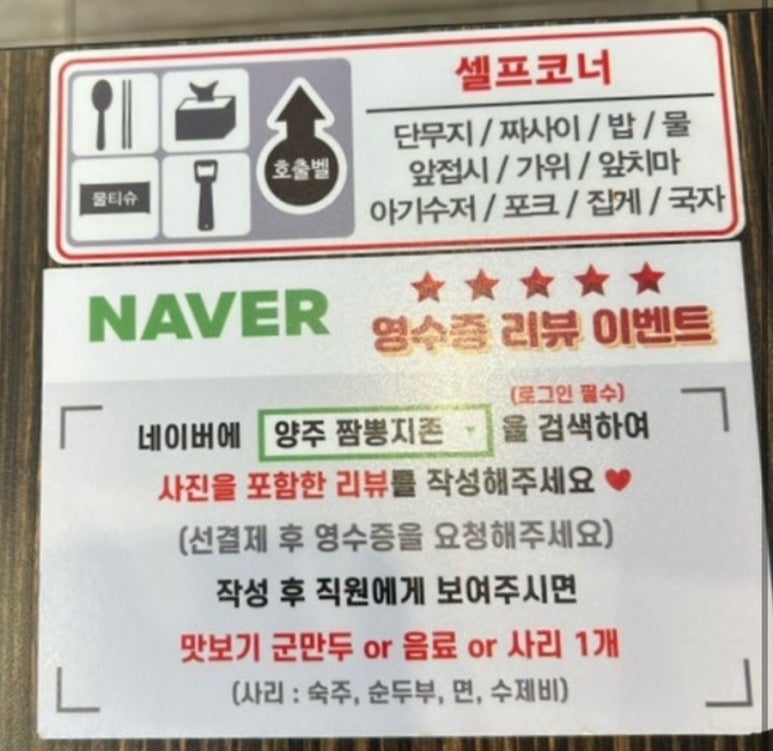 셀프코너
단무지 / 짜사이 / 밥 / 물
앞접시 / 가위 / 앞치마
아기수저 / 포크 / 집게 / 국자
호출벨
물티슈
NAVER
영수증 리뷰 이벤트
(로그인 필수)
네이버에 양주 짬뽕지존 을 검색하여
사진을 포함한 리뷰를 작성해주세요 ♥
(선결제 후 영수증을 요청해주세요)
작성 후 직원에게 보여주시면
맛보기 군만두 or 음료 or 사리 1개
(사리 : 숙주, 순두부, 면, 수제비)